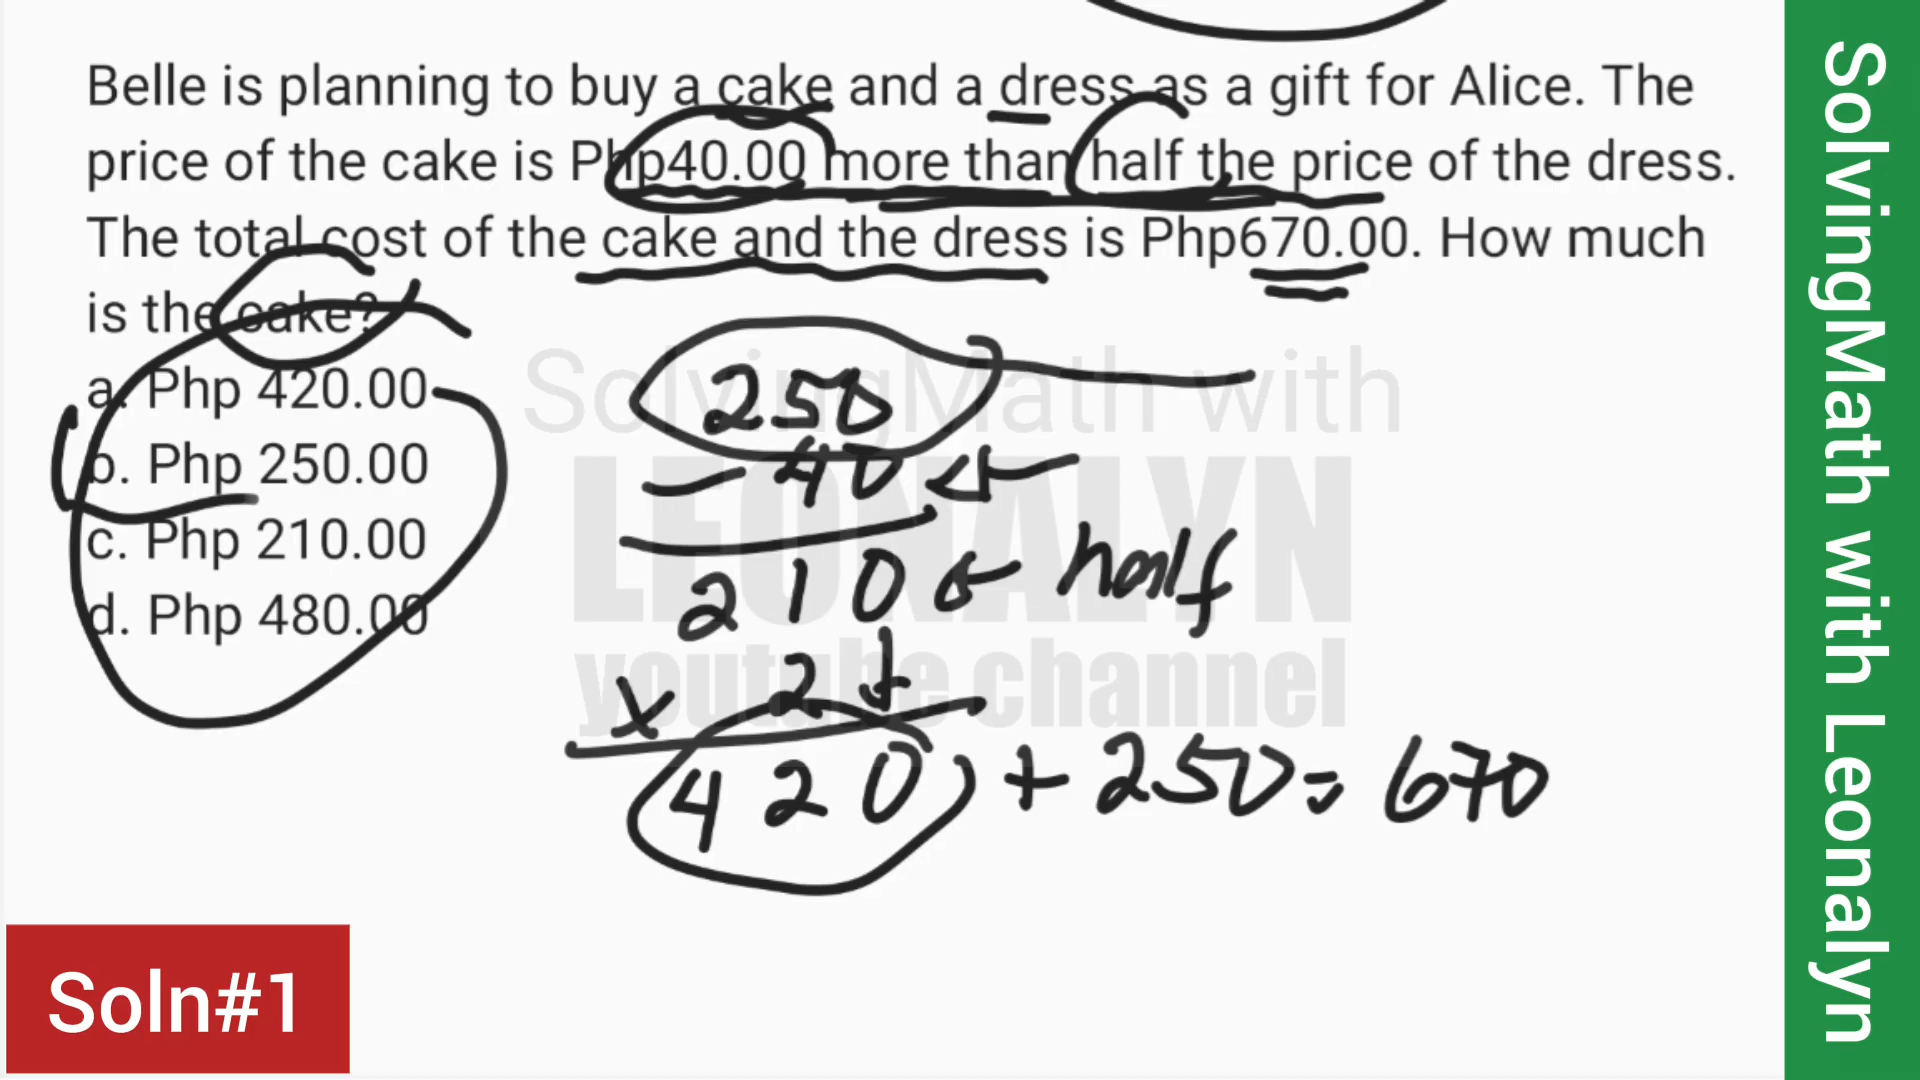 Belle is planning to buy a cake and a dress as a gift for Alice. The
price of the cake is Php40.00 more than half the price of the dress.
The total cost of the cake and the dress is Php670.00. How much
is the cake?
a. Php 420.00
b. Php 250.00
c. Php 210.00
d. Php 480.00
SolvingMath with
LEONALYN
youtube channel
250
- 40
210 ← half
x 2
420 + 250 = 670
Soln#1
SolvingMath with Leonalyn